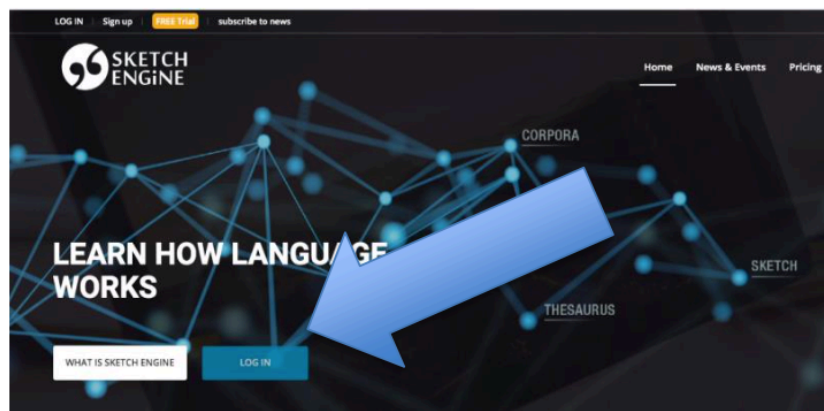 LOG IN Sign up FREE Trial subscribe to news
SKETCH
ENGiNE
Home News & Events Pricing
CORPORA
LEARN HOW LANGUAGE
WORKS
SKETCH
THESAURUS
WHAT IS SKETCH ENGINE LOG IN